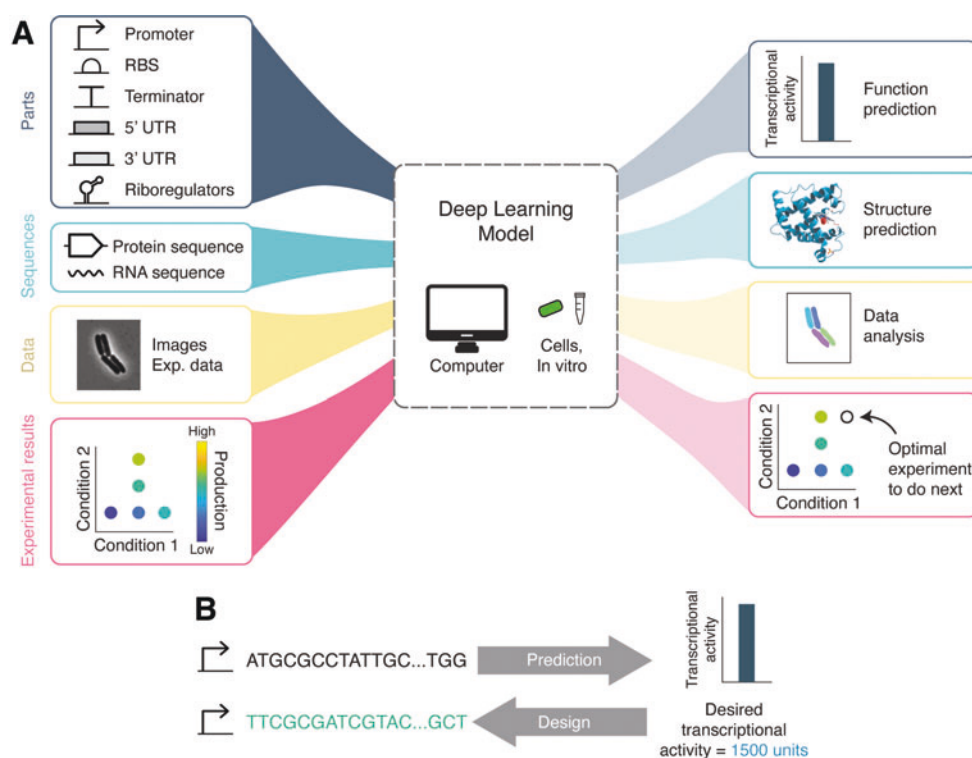 A
Parts
Promoter
RBS
Terminator
5' UTR
3' UTR
Riboregulators
Sequences
Protein sequence
RNA sequence
Data
Images
Exp. data
Experimental results
Condition 2
Condition 1
High
Production
Low
Deep Learning
Model
Computer
Cells,
In vitro
Transcriptional
activity
Function
prediction
Structure
prediction
Data
analysis
Condition 2
Condition 1
Optimal
experiment
to do next
B
ATGCGCCTATTGC...TGG
Prediction
Transcriptional
activity
TTCGCGATCGTAC...GCT
Design
Desired
transcriptional
activity = 1500 units